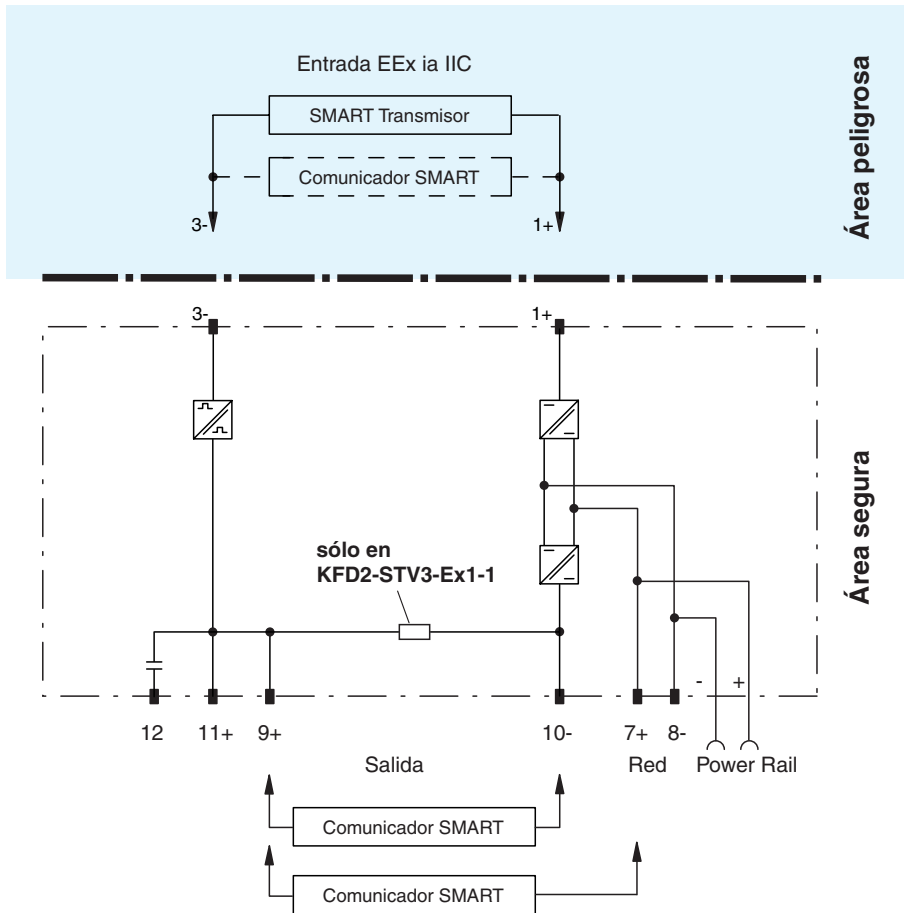 Entrada EEx ia IIC
SMART Transmisor
Comunicador SMART
3-
1+
Área peligrosa
3-
1+
sólo en
KFD2-STV3-Ex1-1
Área segura
- +
12 11+ 9+ 10- 7+ 8-
Salida Red Power Rail
Comunicador SMART
Comunicador SMART